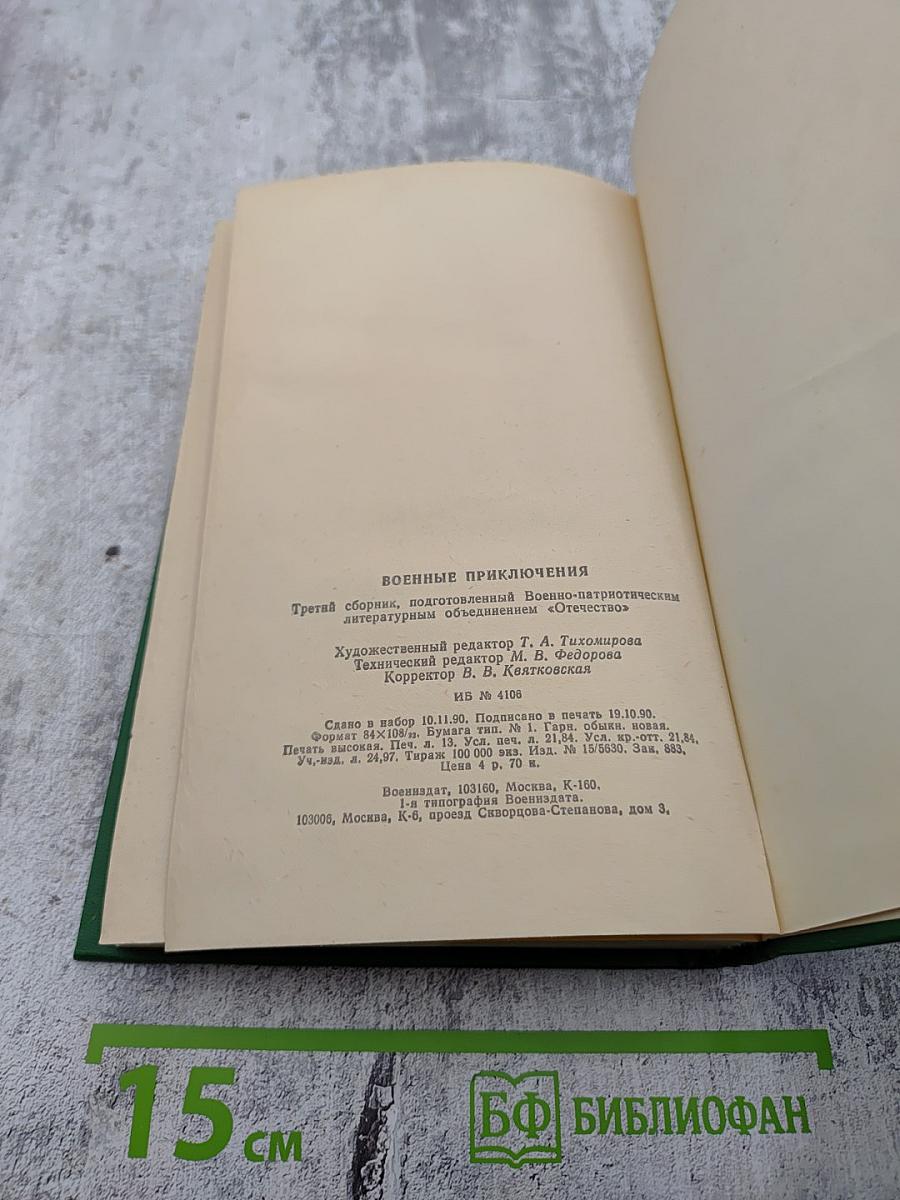 ВОЕННЫЕ ПРИКЛЮЧЕНИЯ
Третий сборник, подготовленный Военно-патриотическим
литературным объединением «Отечество»
Художественный редактор Т. А. Тихомирова
Технический редактор М. В. Федорова
Корректор В. В. Квятковская
ИБ № 4106
Сдано в набор 10.11.90. Подписано в печать 19.10.90.
Формат 84×108/32. Бумага тип. № 1. Гарн. обыкн. новая.
Печать высокая. Печ. л. 13. Усл. печ. л. 21,84. Усл. кр.-отт. 21,84.
Уч.-изд. л. 24,97. Тираж 100 000 экз. Изд. № 15/5630. Зак. 883.
Цена 4 р. 70 к.
Воениздат, 103160, Москва, К-160.
1-я типография Воениздата.
103006, Москва, К-6, проезд Скворцова-Степанова, дом 3.
15 см
БФ БИБЛИОФАН